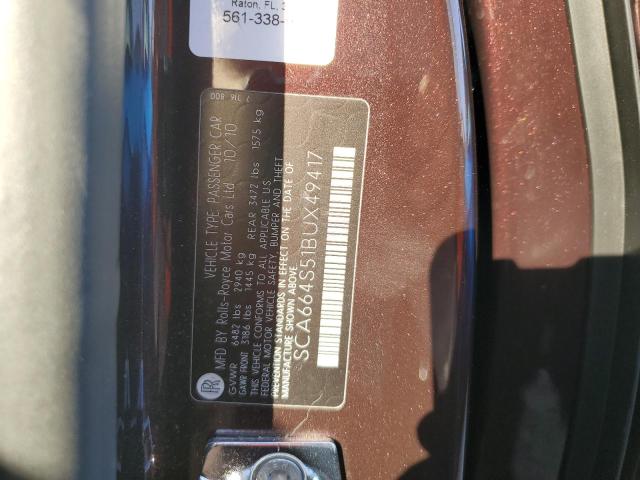 Raton, FL, 3
561-338-
7 716 800
VEHICLE TYPE: PASSENGER CAR
MFD BY Rolls-Royce Motor Cars Ltd 10/10
GVWR 6482 lbs 2940 kg
GAWR FRONT 3186 lbs 1445 kg REAR 3472 lbs 1575 kg
THIS VEHICLE CONFORMS TO ALL APPLICABLE U.S.
FEDERAL MOTOR VEHICLE SAFETY, BUMPER AND THEFT
PREVENTION STANDARDS IN EFFECT ON THE DATE OF
MANUFACTURE SHOWN ABOVE.
SCA664S51BUX49417
RR